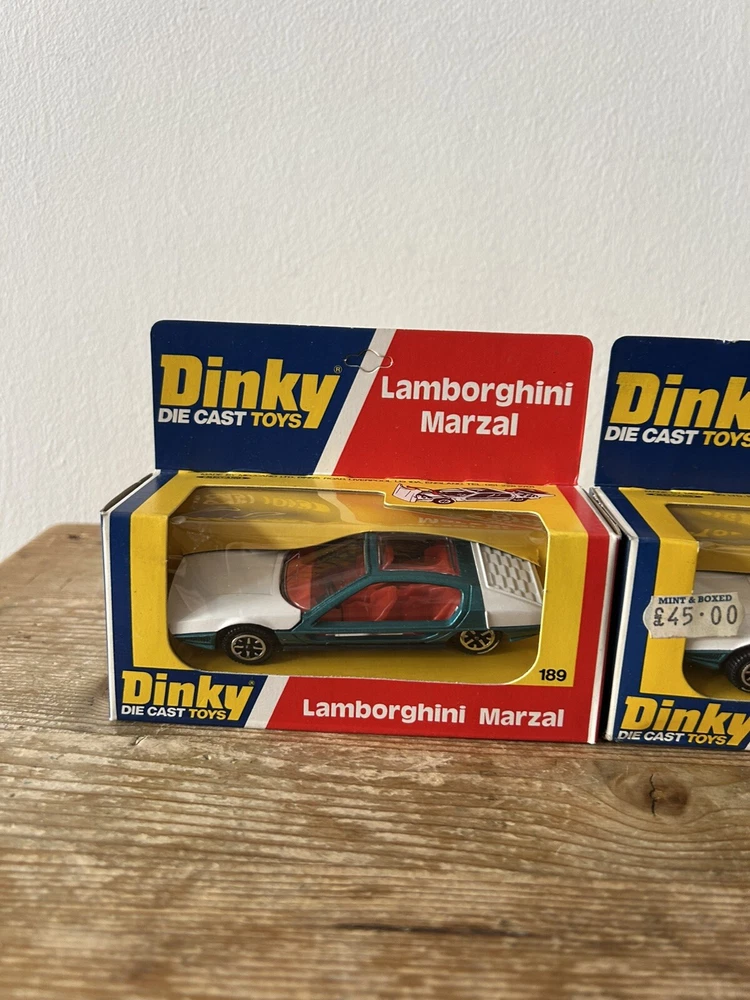 Dinky®
DIE CAST TOYS
Lamborghini
Marzal
189
Dinky
DIE CAST TOYS
Lamborghini Marzal
Dink
DIE CAST TOYS
MINT & BOXED
£45·00
Dinky
DIE CAST TOYS